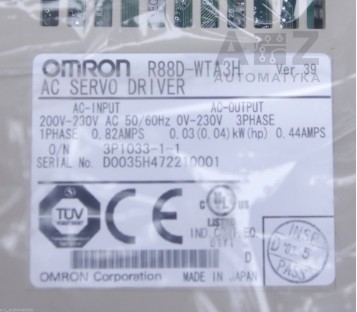 OMRON R88D-WTA3H Ver. 39
AUTOMATYKA
AC SERVO DRIVER
AC-INPUT AC-OUTPUT
200V-230V AC 50/60Hz 0V-230V 3PHASE
1PHASE 0.82AMPS 0.03(0.04)kW(hp) 0.44AMPS
O/N 3P1033-1-1
SERIAL No. D0035H472210001
TÜV
UL
LISTED
IND. CONT. EQ.
D
INSP
PASS
OMRON Corporation MADE IN JAPAN